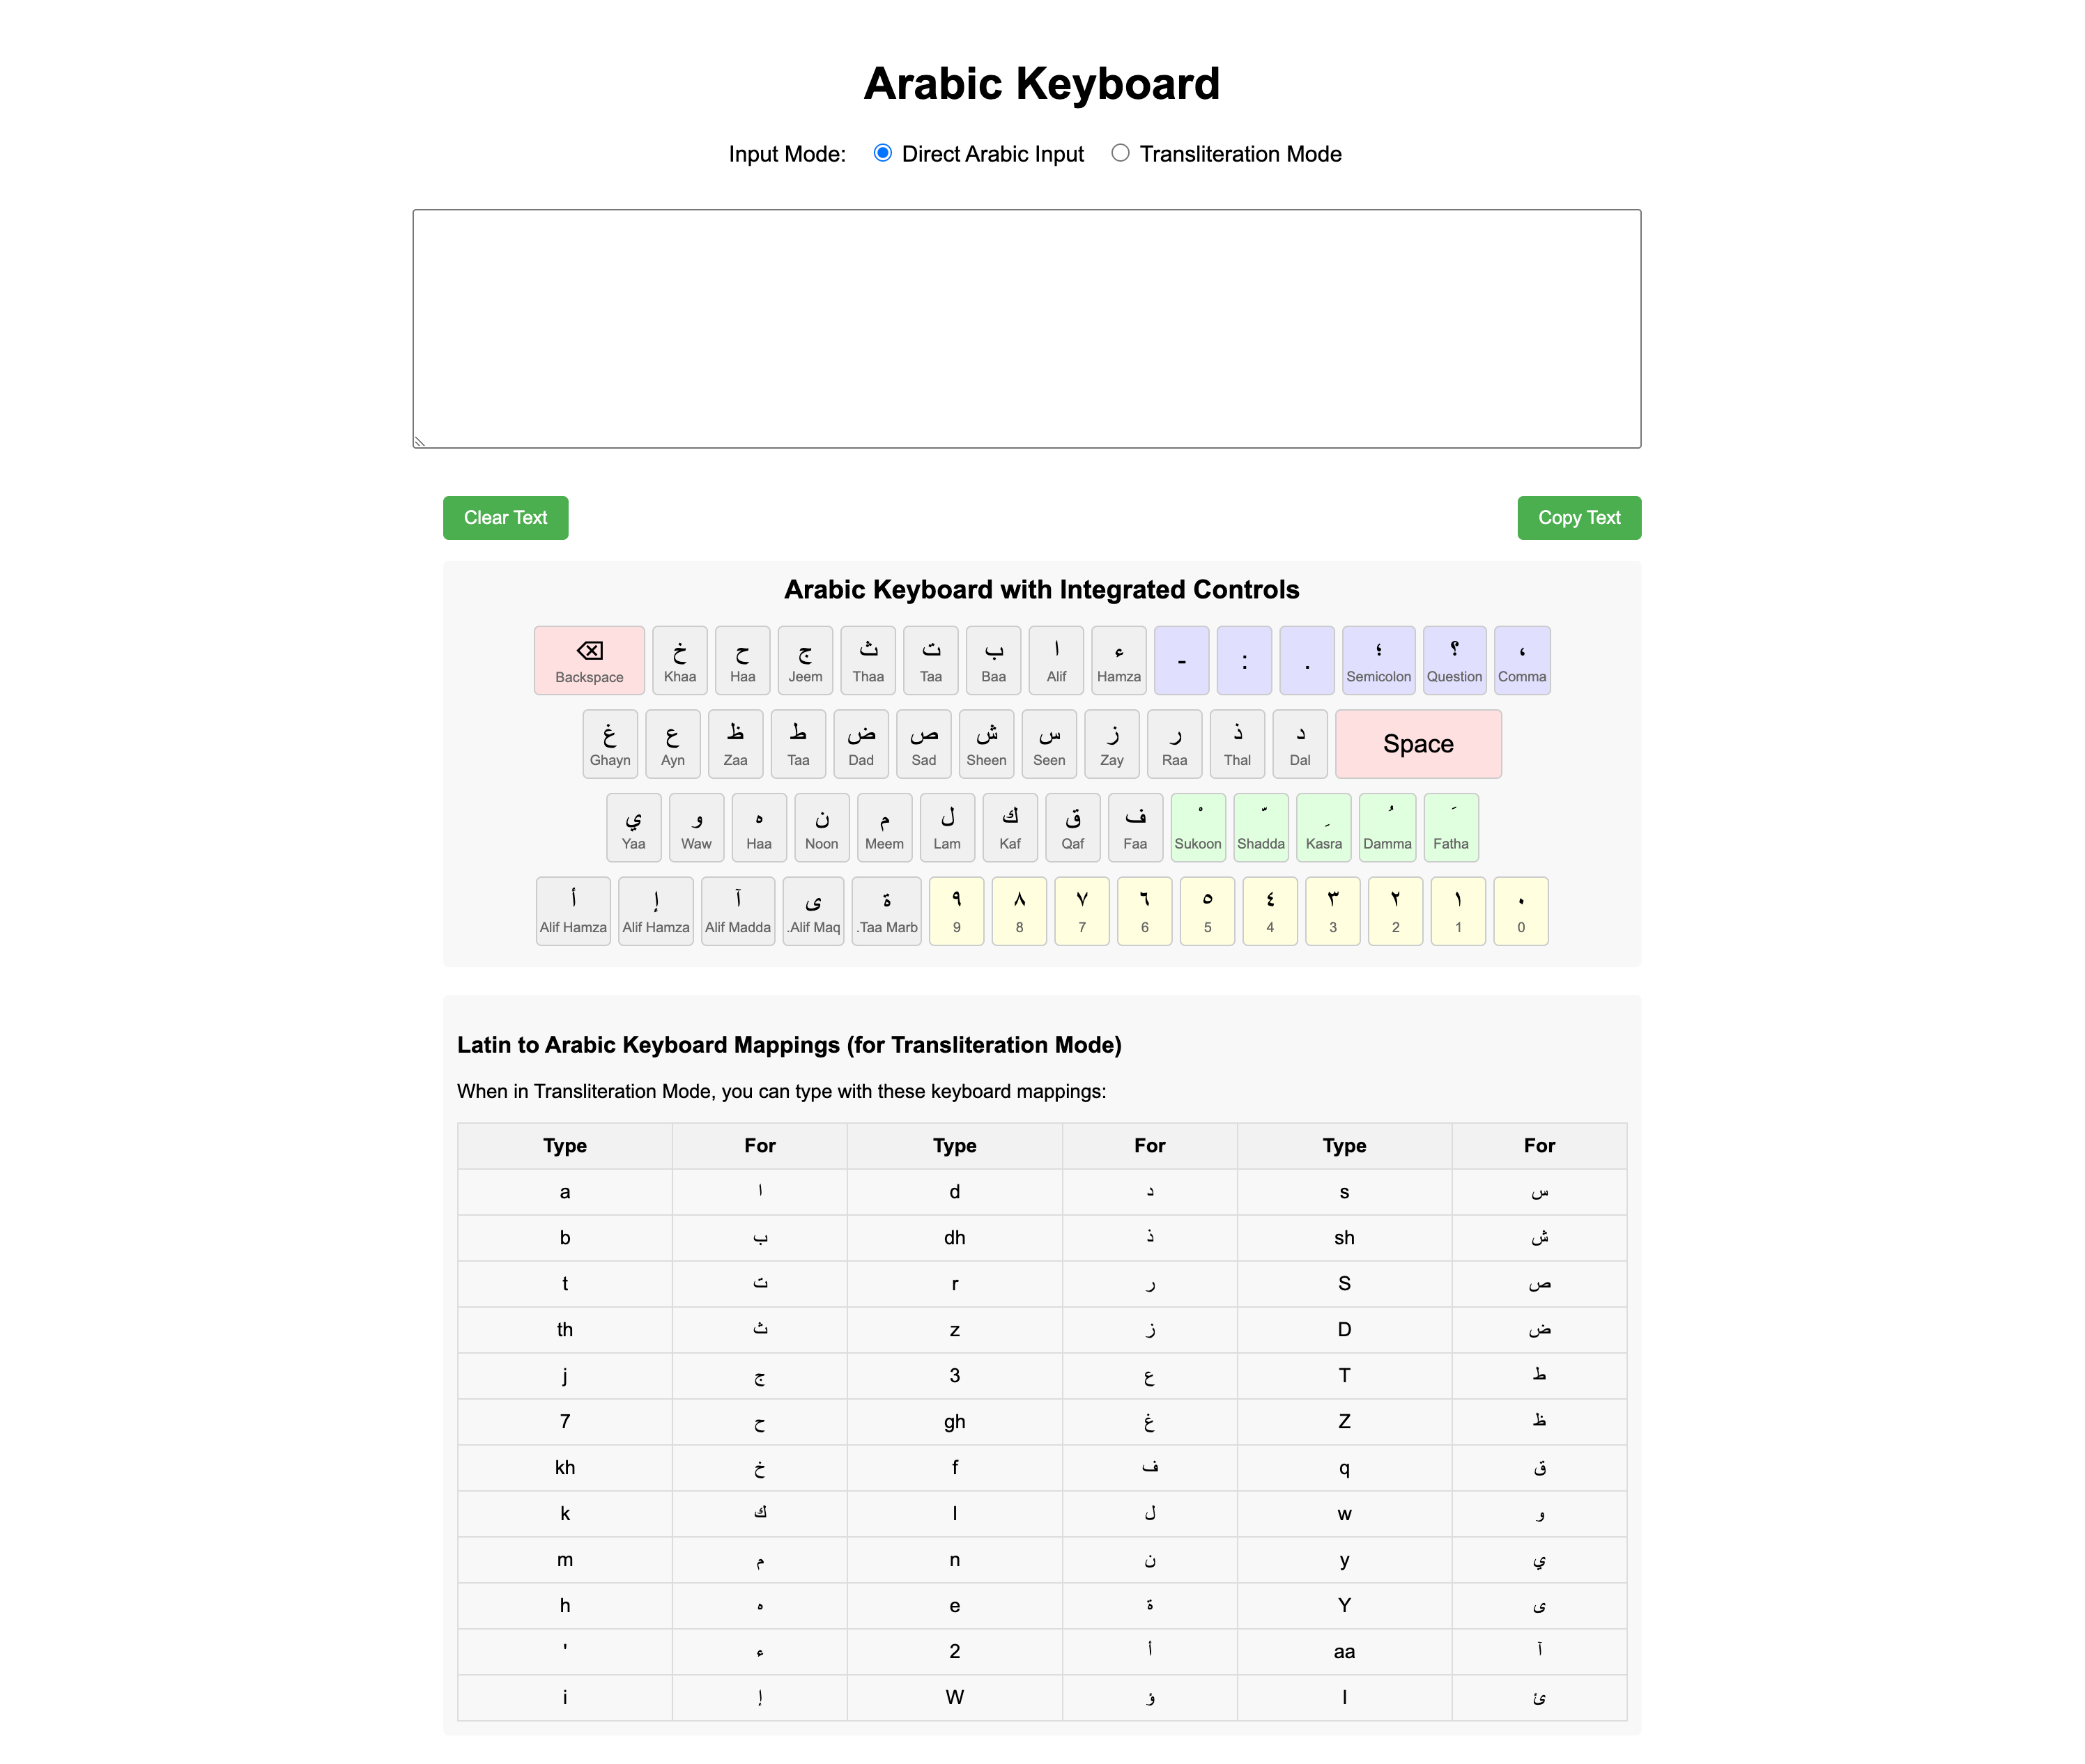 Arabic Keyboard
Input Mode: Direct Arabic Input Transliteration Mode
Clear Text Copy Text
Arabic Keyboard with Integrated Controls
خ ح ج ث ت ب ا ء - : . ؛ ؟ ،
Backspace Khaa Haa Jeem Thaa Taa Baa Alif Hamza Semicolon Question Comma
غ ع ظ ط ض ص ش س ز ر ذ د Space
Ghayn Ayn Zaa Taa Dad Sad Sheen Seen Zay Raa Thal Dal
ي و ه ن م ل ك ق ف ْ ّ ِ ُ َ
Yaa Waw Haa Noon Meem Lam Kaf Qaf Faa Sukoon Shadda Kasra Damma Fatha
أ إ آ ى ة ٩ ٨ ٧ ٦ ٥ ٤ ٣ ٢ ١ ٠
Alif Hamza Alif Hamza Alif Madda .Alif Maq .Taa Marb 9 8 7 6 5 4 3 2 1 0
Latin to Arabic Keyboard Mappings (for Transliteration Mode)
When in Transliteration Mode, you can type with these keyboard mappings:
Type For Type For Type For
a ا d د s س
b ب dh ذ sh ش
t ت r ر S ص
th ث z ز D ض
j ج 3 ع T ط
7 ح gh غ Z ظ
kh خ f ف q ق
k ك l ل w و
m م n ن y ي
h ه e ة Y ى
' ء 2 أ aa آ
i إ W ؤ I ئ